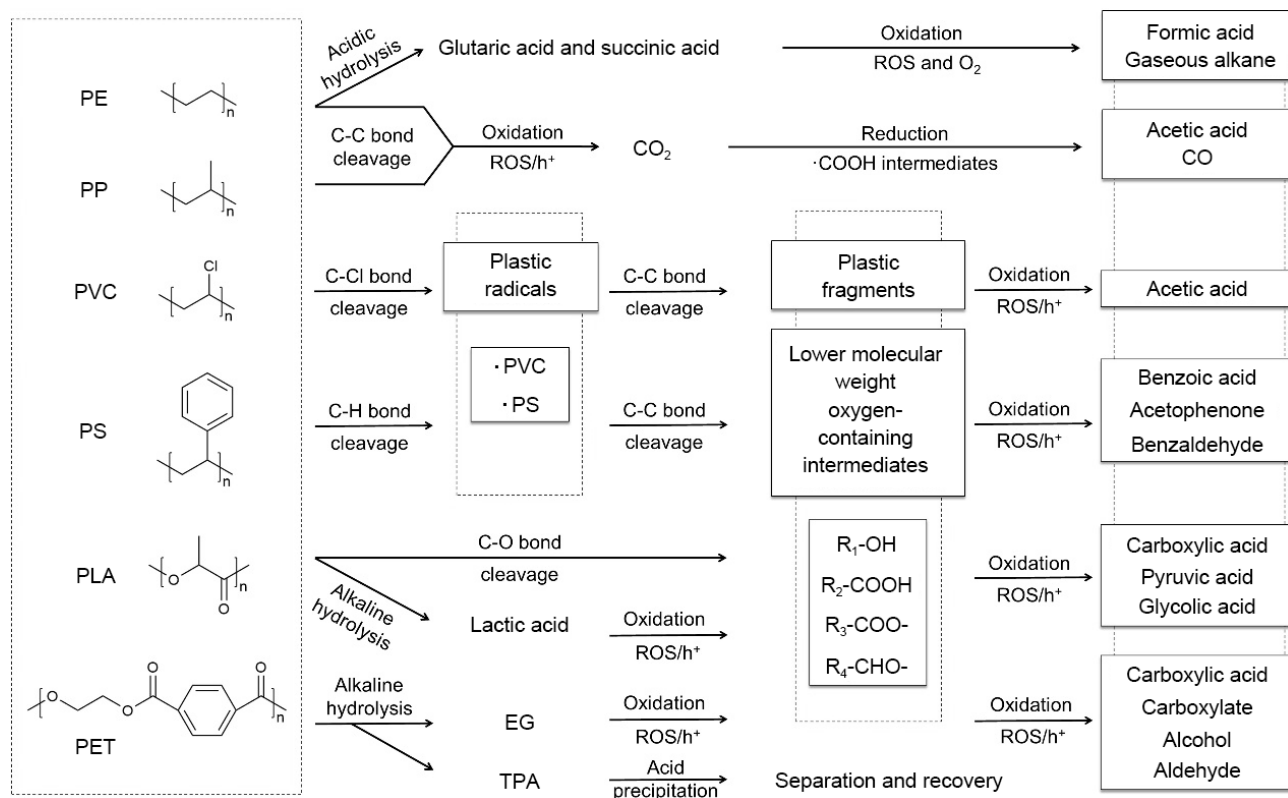 Acidic
hydrolysis
Glutaric acid and succinic acid
Oxidation
ROS and O₂
Formic acid
Gaseous alkane
PE
n
C-C bond
cleavage
Oxidation
ROS/h⁺
CO₂
Reduction
·COOH intermediates
Acetic acid
CO
PP
n
PVC
Cl
n
C-Cl bond
cleavage
Plastic
radicals
C-C bond
cleavage
Plastic
fragments
Oxidation
ROS/h⁺
Acetic acid
·PVC
·PS
Lower molecular
weight
oxygen-
containing
intermediates
PS
n
C-H bond
cleavage
C-C bond
cleavage
Oxidation
ROS/h⁺
Benzoic acid
Acetophenone
Benzaldehyde
PLA
O
O
n
C-O bond
cleavage
R₁-OH
R₂-COOH
R₃-COO-
R₄-CHO-
Oxidation
ROS/h⁺
Carboxylic acid
Pyruvic acid
Glycolic acid
Alkaline
hydrolysis
Lactic acid
Oxidation
ROS/h⁺
O
O
O
O
n
PET
Alkaline
hydrolysis
EG
Oxidation
ROS/h⁺
Oxidation
ROS/h⁺
Carboxylic acid
Carboxylate
Alcohol
Aldehyde
TPA
Acid
precipitation
Separation and recovery